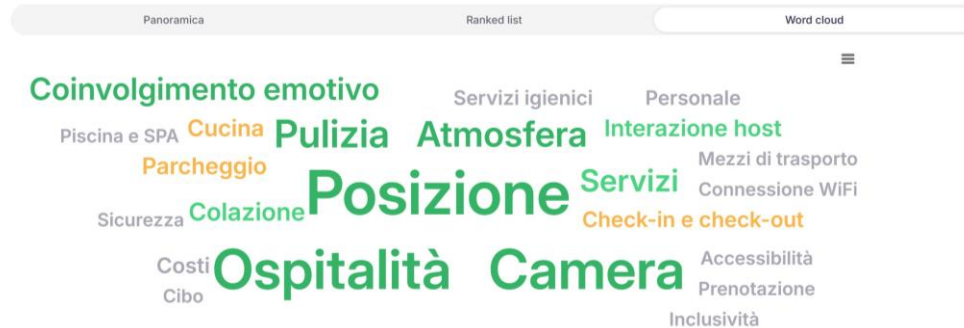 Panoramica
Ranked list
Word cloud
Coinvolgimento emotivo
Servizi igienici
Personale
Piscina e SPA
Cucina
Pulizia
Atmosfera
Interazione host
Parcheggio
Mezzi di trasporto
Posizione
Servizi
Connessione WiFi
Sicurezza
Colazione
Check-in e check-out
Costi
Ospitalità
Camera
Accessibilità
Cibo
Prenotazione
Inclusività